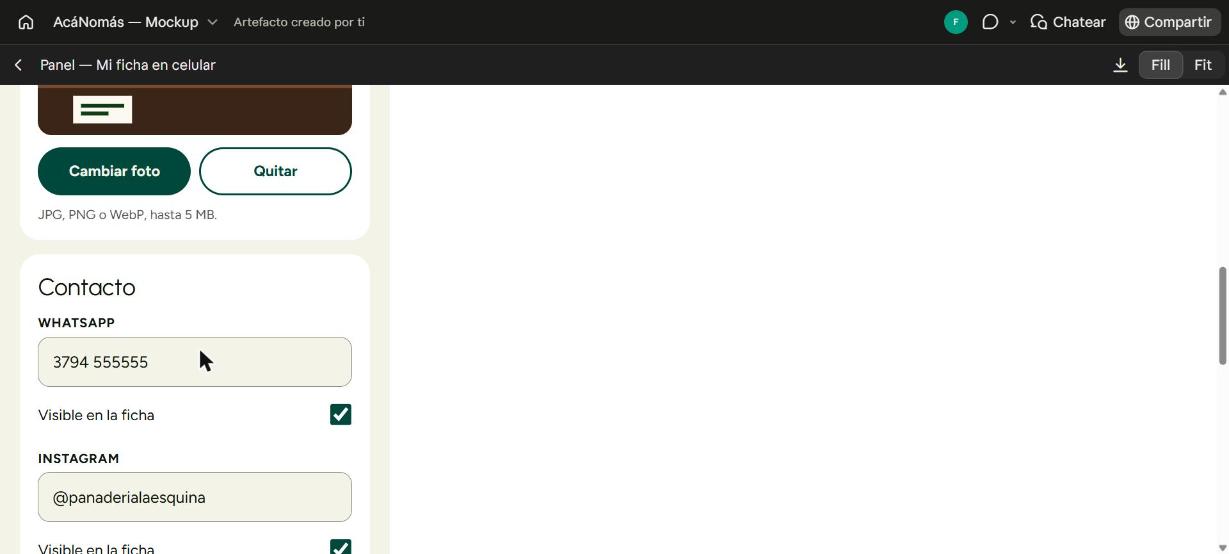 AcáNomás — Mockup
Artefacto creado por ti
F
Chatear
Compartir
Panel — Mi ficha en celular
Fill
Fit
Cambiar foto
Quitar
JPG, PNG o WebP, hasta 5 MB.
Contacto
WHATSAPP
3794 555555
Visible en la ficha
INSTAGRAM
@panaderialaesquina
Visible en la ficha